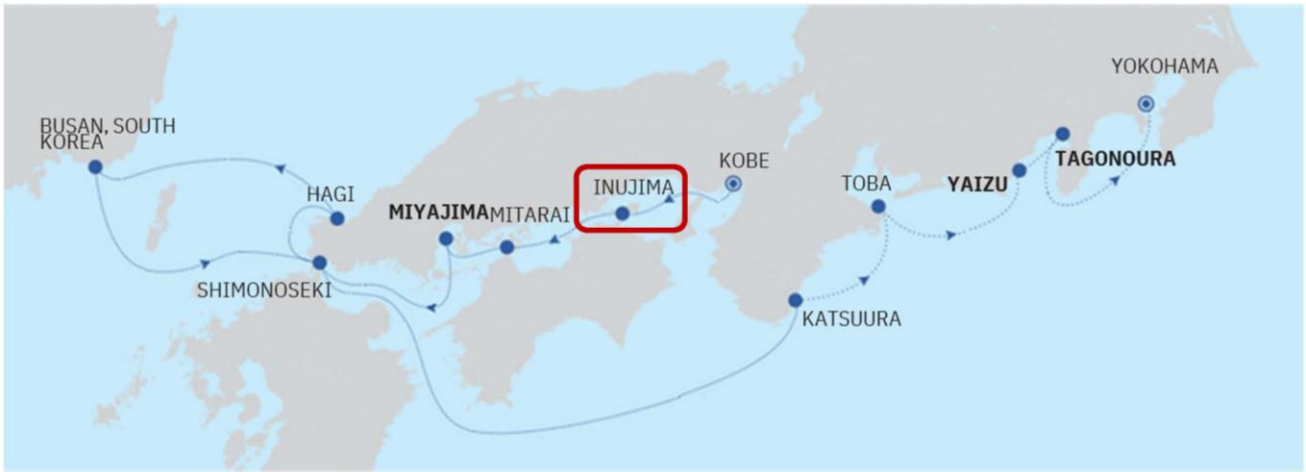 YOKOHAMA
BUSAN, SOUTH
KOREA
KOBE
TAGONOURA
HAGI
INUJIMA
TOBA
YAIZU
MIYAJIMA
MITARAI
SHIMONOSEKI
KATSUURA